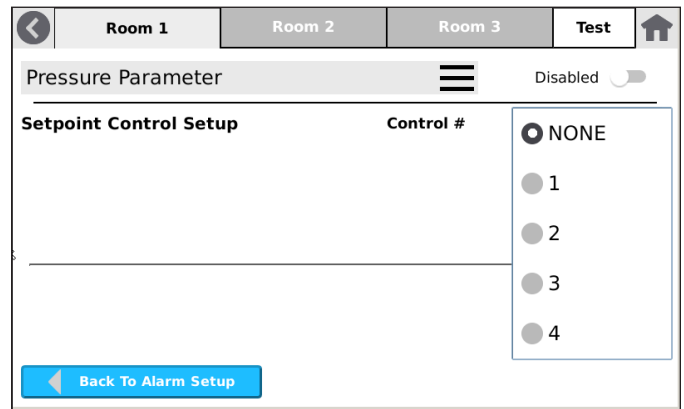 Room 1 Room 2 Room 3 Test
Pressure Parameter Disabled
Setpoint Control Setup Control #
NONE
1
2
3
4
Back To Alarm Setup